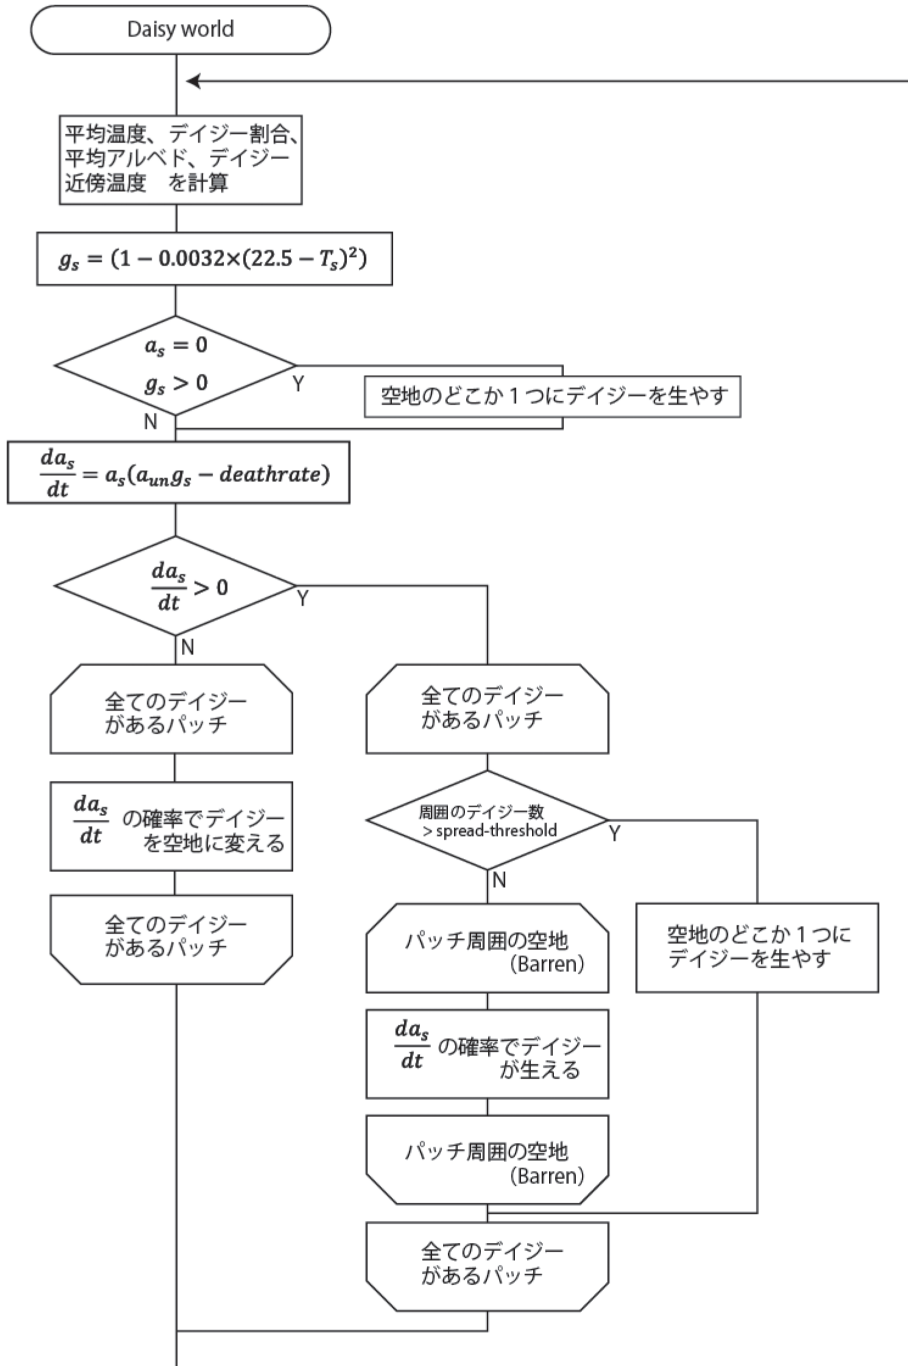 Daisy world
平均温度、デイジー割合、
平均アルベド、デイジー
近傍温度　を計算
g_s = (1 − 0.0032×(22.5 − T_s)²)
a_s = 0
g_s > 0
Y
N
空地のどこか 1 つにデイジーを生やす
da_s/dt = a_s(a_un g_s − deathrate)
da_s/dt > 0
Y
N
全てのデイジー
があるパッチ
da_s/dt の確率でデイジー
を空地に変える
全てのデイジー
があるパッチ
全てのデイジー
があるパッチ
周囲のデイジー数
> spread-threshold
Y
N
パッチ周囲の空地
（Barren）
da_s/dt の確率でデイジー
が生える
パッチ周囲の空地
（Barren）
空地のどこか 1 つに
デイジーを生やす
全てのデイジー
があるパッチ